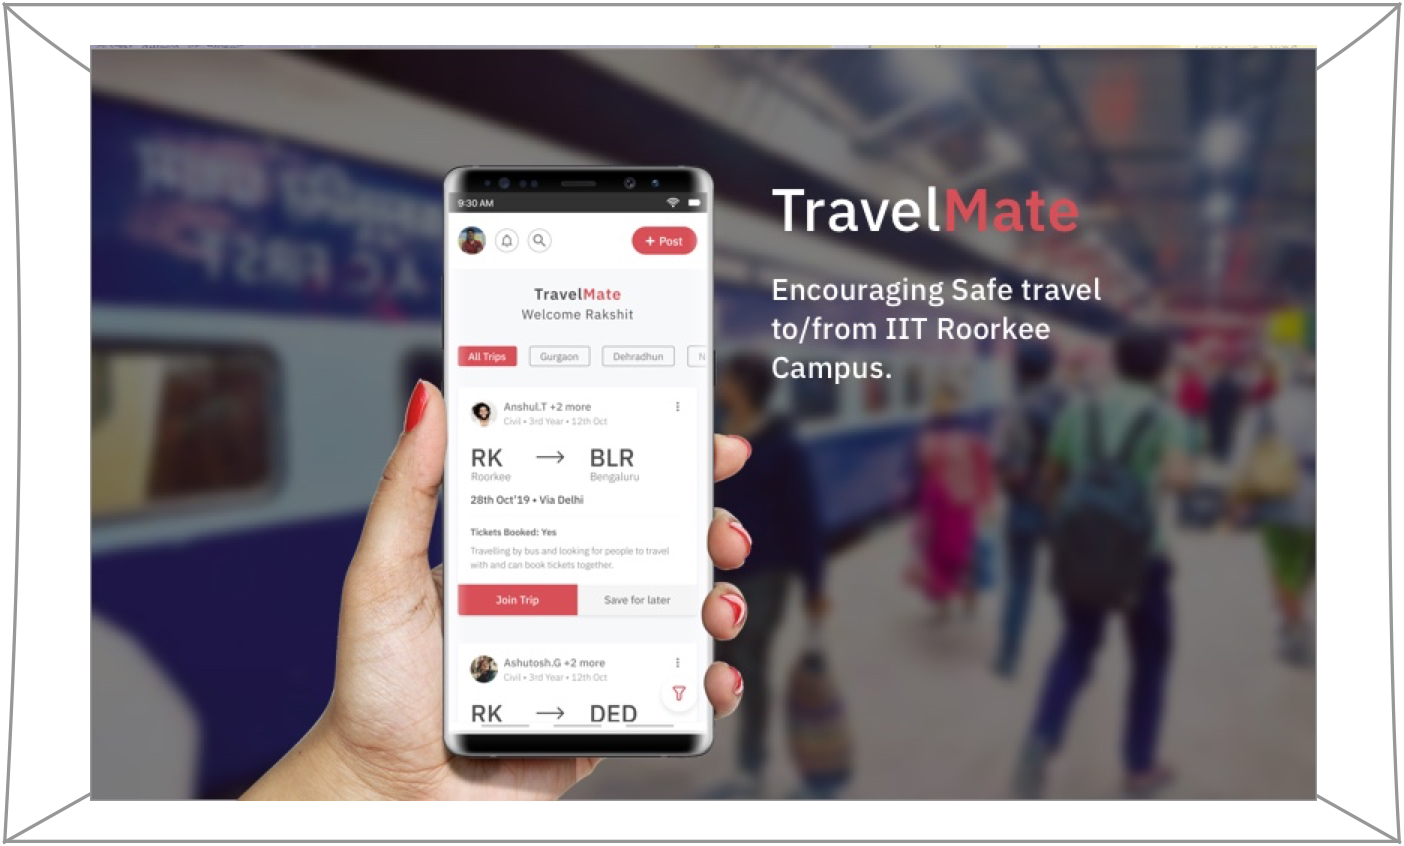 9:30 AM
+ Post
TravelMate
Welcome Rakshit
All Trips
Gurgaon
Dehradhun
N
Anshul.T +2 more
Civil • 3rd Year • 12th Oct
RK → BLR
Roorkee
Bengaluru
28th Oct'19 • Via Delhi
Tickets Booked: Yes
Travelling by bus and looking for people to travel
with and can book tickets together.
Join Trip
Save for later
Ashutosh.G +2 more
Civil • 3rd Year • 12th Oct
RK → DED
TravelMate
Encouraging Safe travel
to/from IIT Roorkee
Campus.